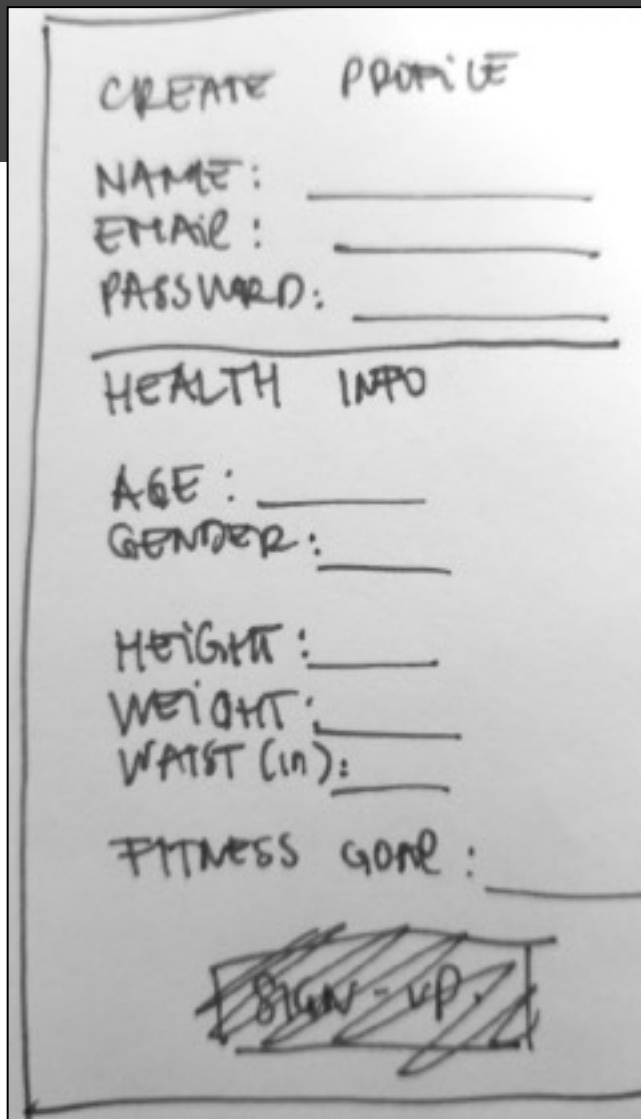 CREATE PROFILE
NAME:
EMAIL:
PASSWORD:
HEALTH INFO
AGE:
GENDER:
HEIGHT:
WEIGHT:
WAIST (in):
FITNESS GOAL:
SIGN-UP.